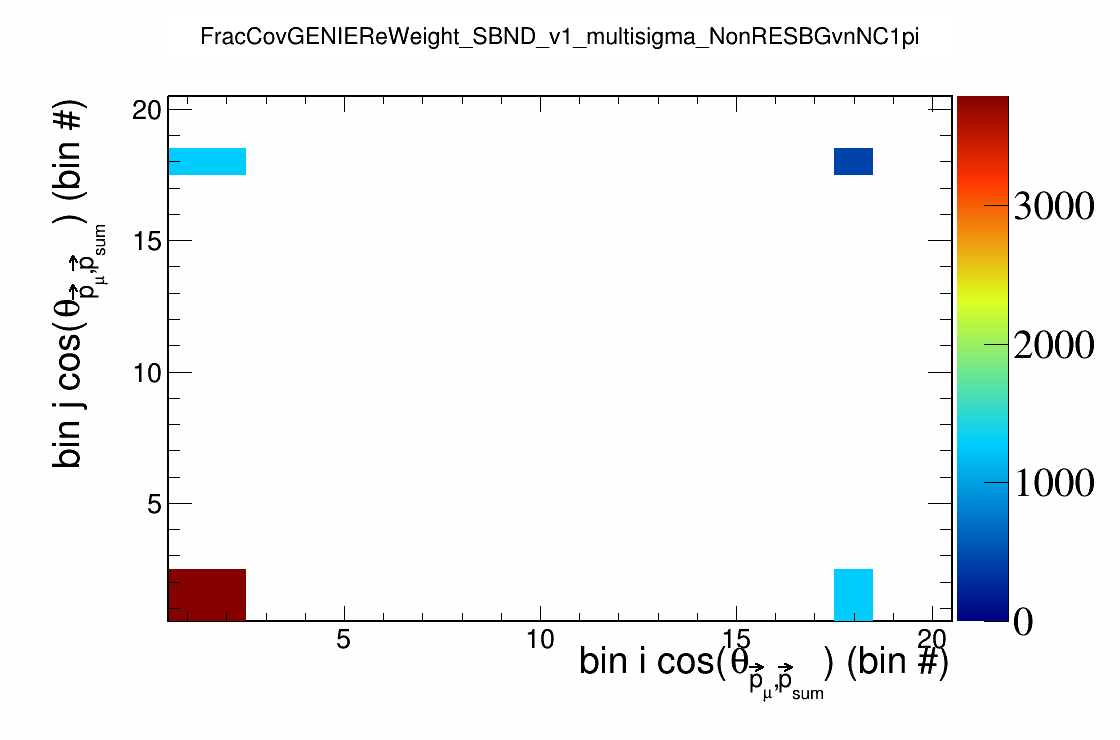 FracCovGENIEReWeight_SBND_v1_multisigma_NonRESBGvnNC1pi
bin j cos(θ p⃗μ,p⃗sum) (bin #)
20
15
10
5
3000
2000
1000
0
5 10 15 20
bin i cos(θ p⃗μ,p⃗sum) (bin #)